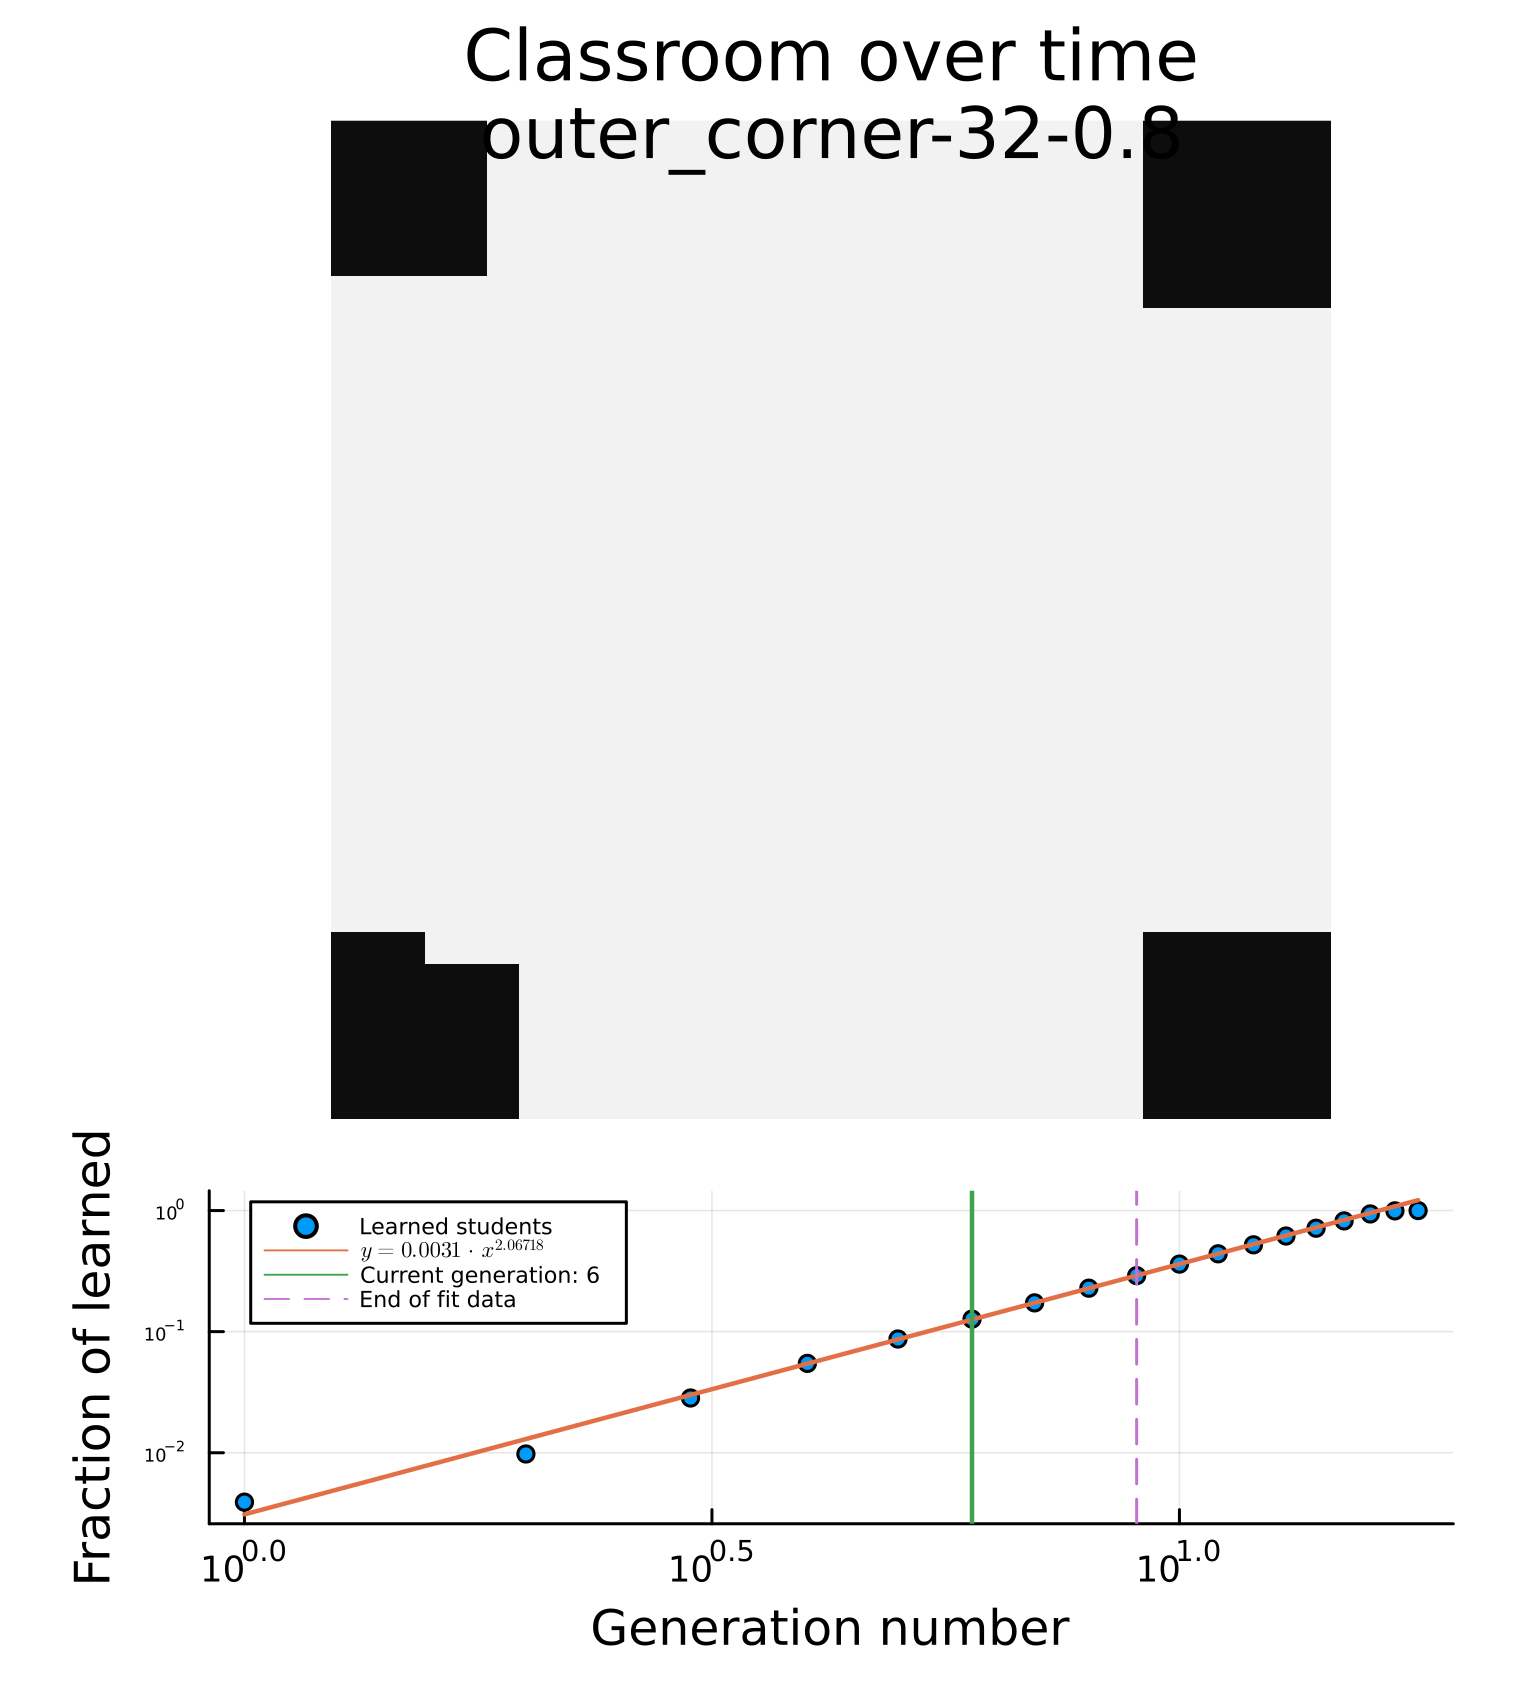 Classroom over time
outer_corner-32-0.8
Fraction of learned
10^0
10^-1
10^-2
Learned students
y = 0.0031 · x^2.06718
Current generation: 6
End of fit data
10^0.0 10^0.5 10^1.0
Generation number